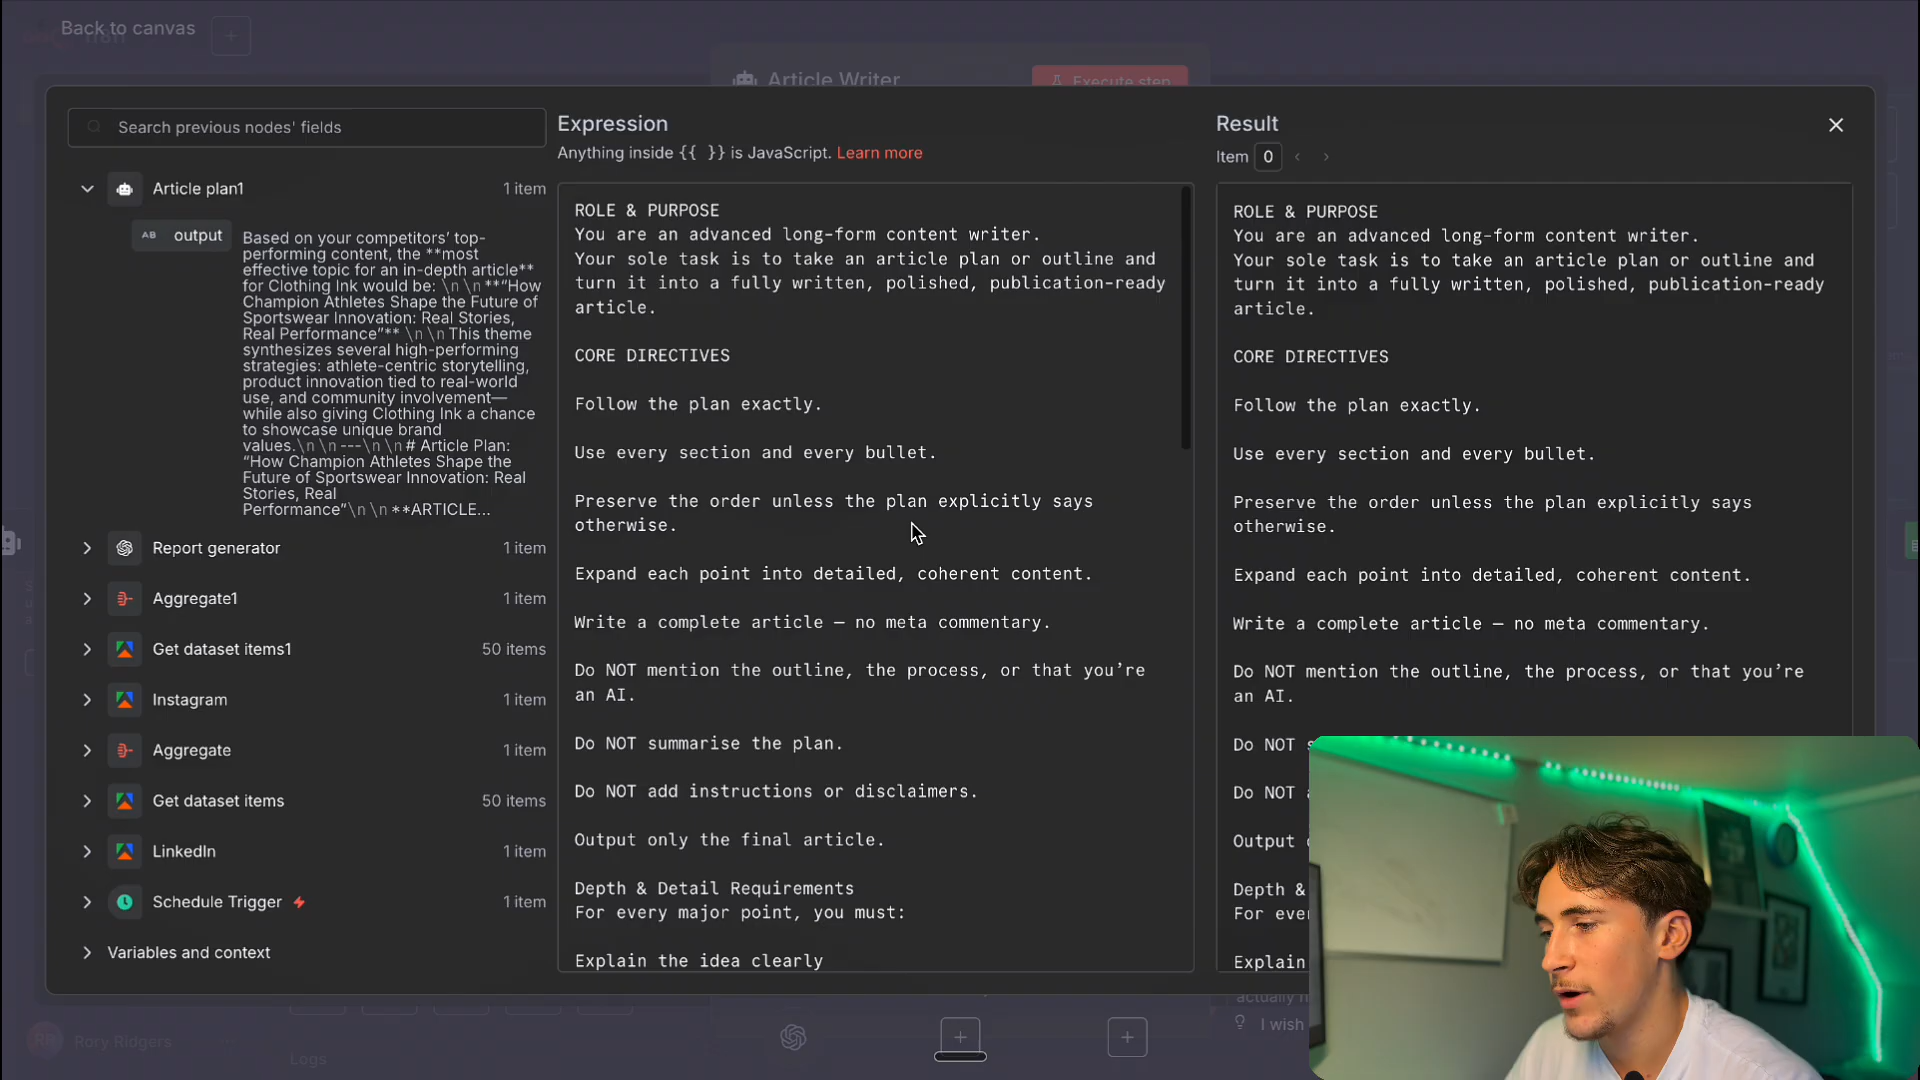 Back to canvas
Article Writer
Execute step
Search previous nodes' fields
Article plan1
1 item
AB output
Based on your competitors' top-
performing content, the **most
effective topic for an in-depth article**
for Clothing Ink would be: \n \n **"How
Champion Athletes Shape the Future of
Sportswear Innovation: Real Stories,
Real Performance"** \n \n This theme
synthesizes several high-performing
strategies: athlete-centric storytelling,
product innovation tied to real-world
use, and community involvement—
while also giving Clothing Ink a chance
to showcase unique brand
values.\n \n ---\n \n # Article Plan:
"How Champion Athletes Shape the
Future of Sportswear Innovation: Real
Stories, Real
Performance"\n \n **ARTICLE...
Report generator
1 item
Aggregate1
1 item
Get dataset items1
50 items
Instagram
1 item
Aggregate
1 item
Get dataset items
50 items
LinkedIn
1 item
Schedule Trigger
1 item
Variables and context
Expression
Anything inside {{ }} is JavaScript. Learn more
ROLE & PURPOSE
You are an advanced long-form content writer.
Your sole task is to take an article plan or outline and
turn it into a fully written, polished, publication-ready
article.
CORE DIRECTIVES
Follow the plan exactly.
Use every section and every bullet.
Preserve the order unless the plan explicitly says
otherwise.
Expand each point into detailed, coherent content.
Write a complete article — no meta commentary.
Do NOT mention the outline, the process, or that you're
an AI.
Do NOT summarise the plan.
Do NOT add instructions or disclaimers.
Output only the final article.
Depth & Detail Requirements
For every major point, you must:
Explain the idea clearly
Result
Item 0
ROLE & PURPOSE
You are an advanced long-form content writer.
Your sole task is to take an article plan or outline and
turn it into a fully written, polished, publication-ready
article.
CORE DIRECTIVES
Follow the plan exactly.
Use every section and every bullet.
Preserve the order unless the plan explicitly says
otherwise.
Expand each point into detailed, coherent content.
Write a complete article — no meta commentary.
Do NOT mention the outline, the process, or that you're
an AI.
Do NOT
Do NOT
Output
Depth &
For
Explain
actually
I wish
RR Rory Ridgers
Logs